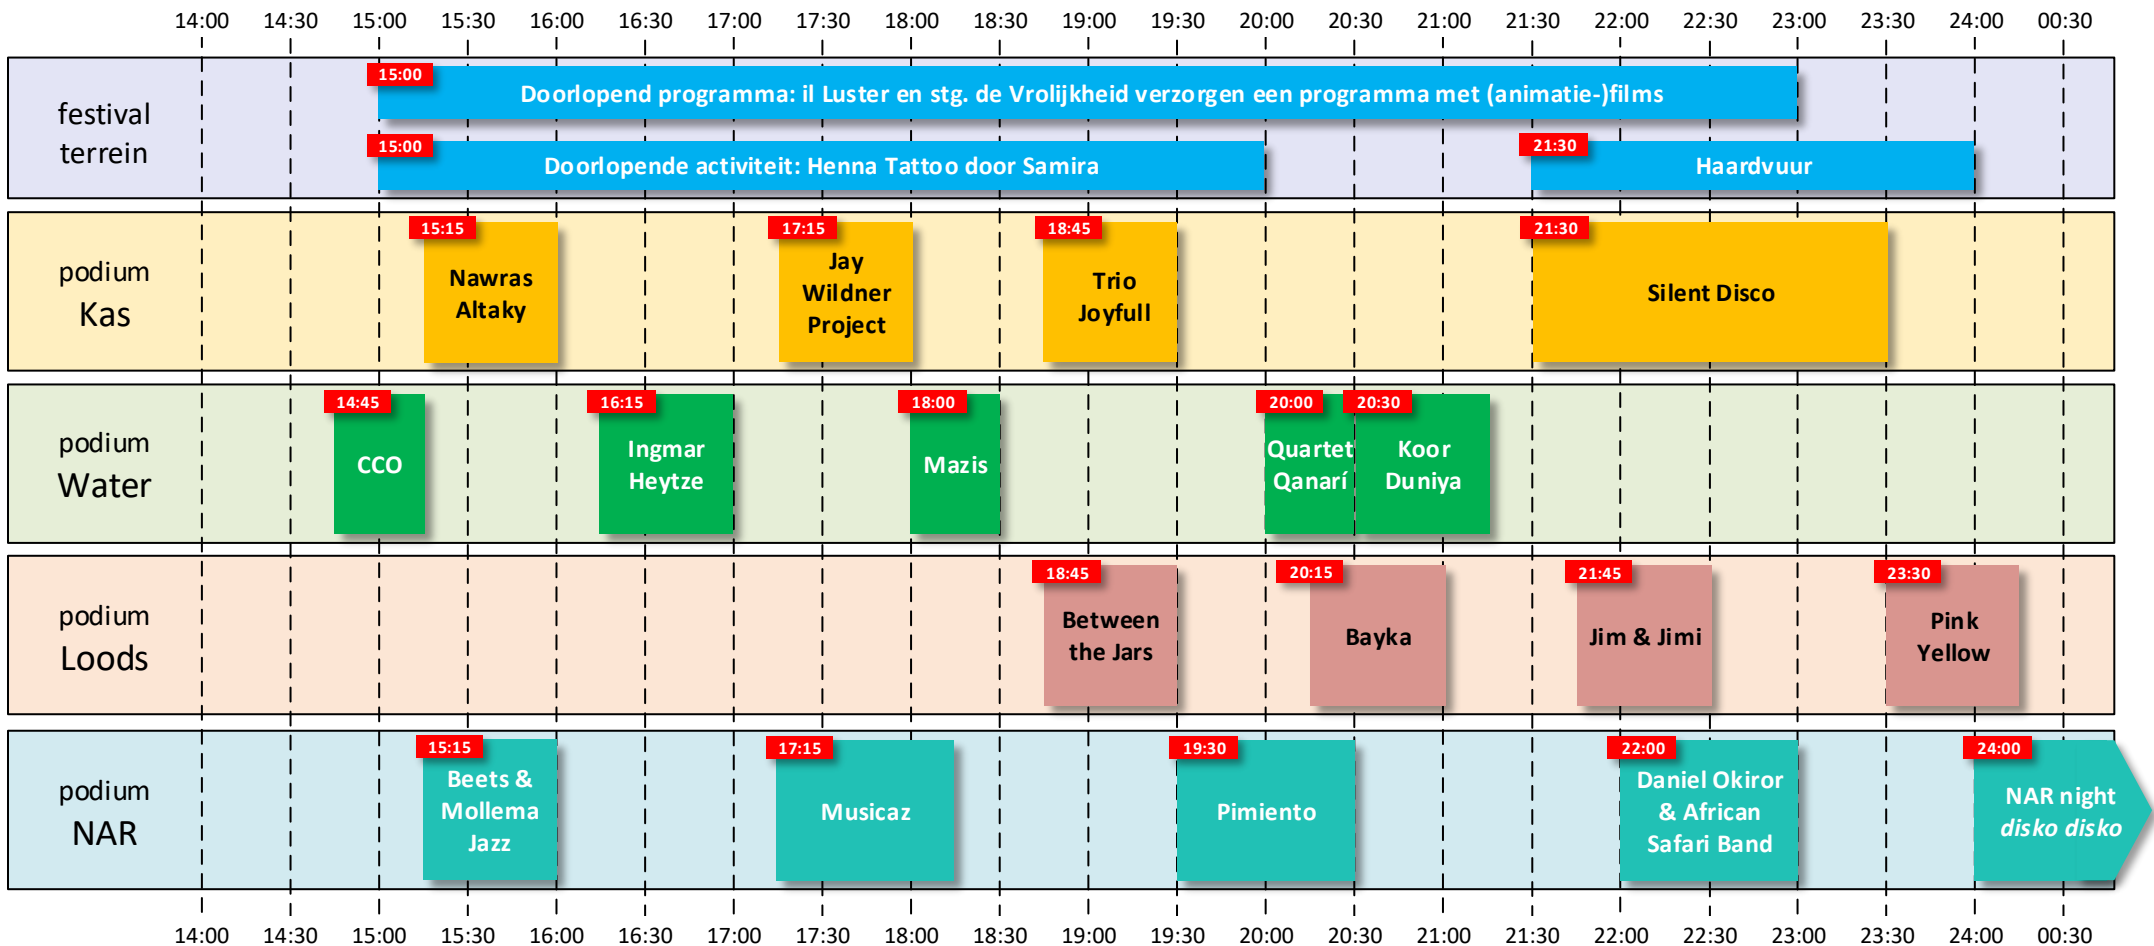 14:00 14:30 15:00 15:30 16:00 16:30 17:00 17:30 18:00 18:30 19:00 19:30 20:00 20:30 21:00 21:30 22:00 22:30 23:00 23:30 24:00 00:30
festival
terrein
15:00
Doorlopend programma: il Luster en stg. de Vrolijkheid verzorgen een programma met (animatie-)films
15:00
Doorlopende activiteit: Henna Tattoo door Samira
21:30
Haardvuur
podium
Kas
15:15
Nawras
Altaky
17:15
Jay
Wildner
Project
18:45
Trio
Joyfull
21:30
Silent Disco
podium
Water
14:45
CCO
16:15
Ingmar
Heytze
18:00
Mazis
20:00
Quartet
Qanarí
20:30
Koor
Duniya
podium
Loods
18:45
Between
the Jars
20:15
Bayka
21:45
Jim & Jimi
23:30
Pink
Yellow
podium
NAR
15:15
Beets &
Mollema
Jazz
17:15
Musicaz
19:30
Pimiento
22:00
Daniel Okiror
& African
Safari Band
24:00
NAR night
disko disko
14:00 14:30 15:00 15:30 16:00 16:30 17:00 17:30 18:00 18:30 19:00 19:30 20:00 20:30 21:00 21:30 22:00 22:30 23:00 23:30 24:00 00:30